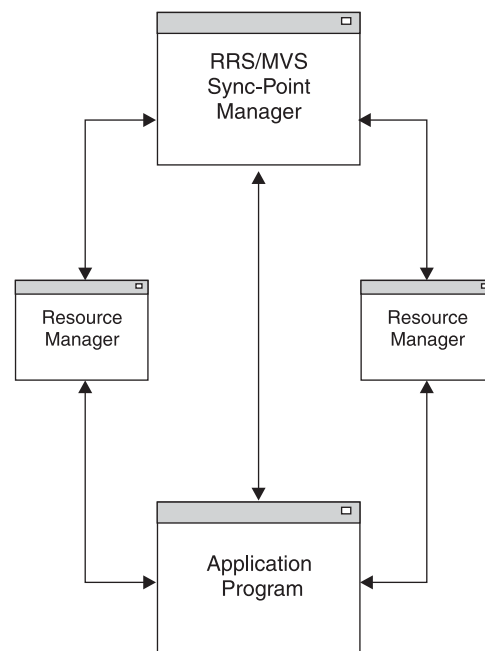 RRS/MVS
Sync-Point
Manager
Resource
Manager
Resource
Manager
Application
Program